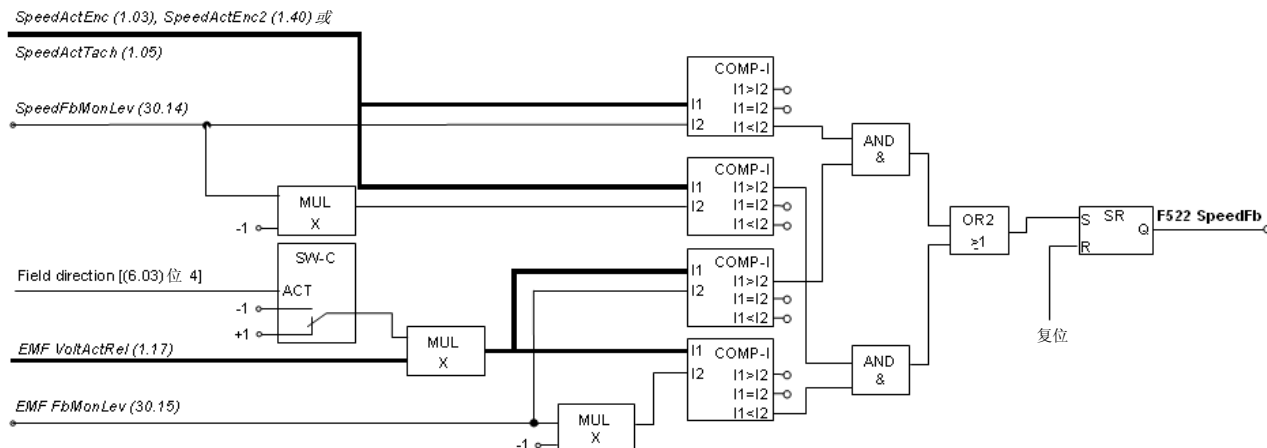 SpeedActEnc (1.03), SpeedActEnc2 (1.40) 或
SpeedActTach (1.05)
SpeedFbMonLev (30.14)
MUL
X
-1
Field direction [(6.03) 位 4]
SW-C
ACT
-1
+1
EMF VoltActRel (1.17)
MUL
X
EMF FbMonLev (30.15)
MUL
X
-1
COMP-I
I1>I2
I1
I1=I2
I2
I1<I2
COMP-I
I1
I1>I2
I2
I1=I2
I1<I2
COMP-I
I1
I1>I2
I2
I1=I2
I1<I2
COMP-I
I1
I1>I2
I2
I1=I2
I1<I2
AND
&
AND
&
OR2
≥1
S
SR
Q
R
F522 SpeedFb
复位